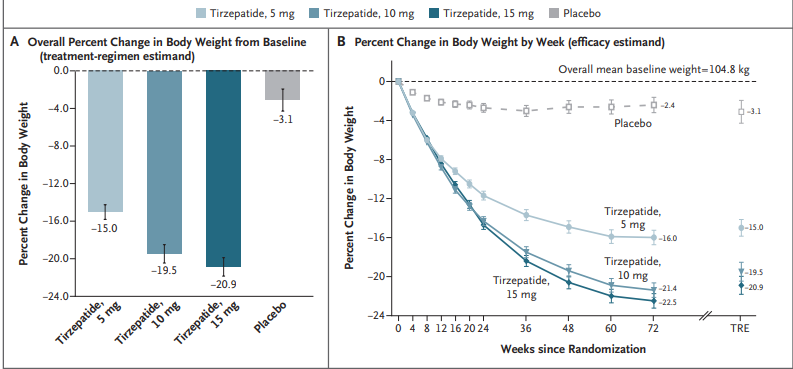 Tirzepatide, 5 mg Tirzepatide, 10 mg Tirzepatide, 15 mg Placebo
A Overall Percent Change in Body Weight from Baseline
(treatment-regimen estimand)
Percent Change in Body Weight
0.0
−4.0
−8.0
−12.0
−16.0
−20.0
−24.0
−15.0
−19.5
−20.9
−3.1
Tirzepatide,
5 mg
Tirzepatide,
10 mg
Tirzepatide,
15 mg
Placebo
B Percent Change in Body Weight by Week (efficacy estimand)
Overall mean baseline weight=104.8 kg
Percent Change in Body Weight
0
−4
−8
−12
−16
−20
−24
−2.4
−3.1
Placebo
Tirzepatide,
5 mg
−15.0
−16.0
Tirzepatide,
10 mg
−19.5
−21.4
−20.9
Tirzepatide,
15 mg
−22.5
0 4 8 12 16 20 24 36 48 60 72 TRE
Weeks since Randomization